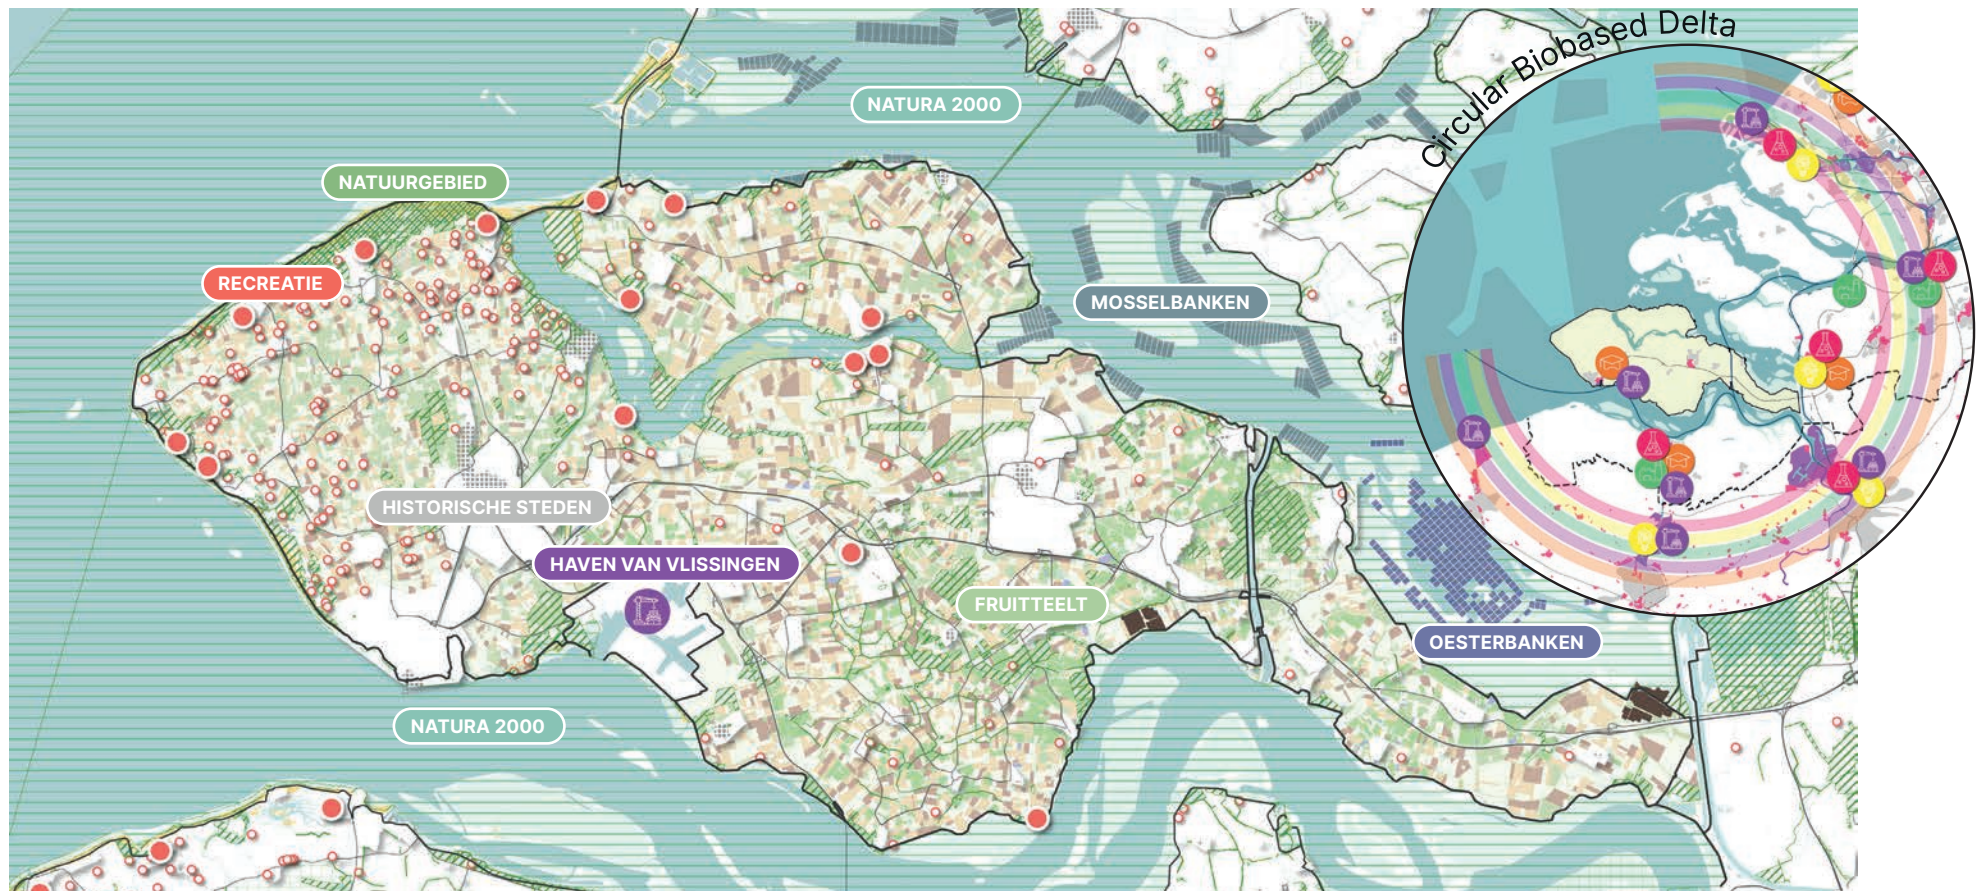 Circular Biobased Delta
NATURA 2000
NATUURGEBIED
RECREATIE
MOSSELBANKEN
HISTORISCHE STEDEN
HAVEN VAN VLISSINGEN
FRUITTEELT
OESTERBANKEN
NATURA 2000